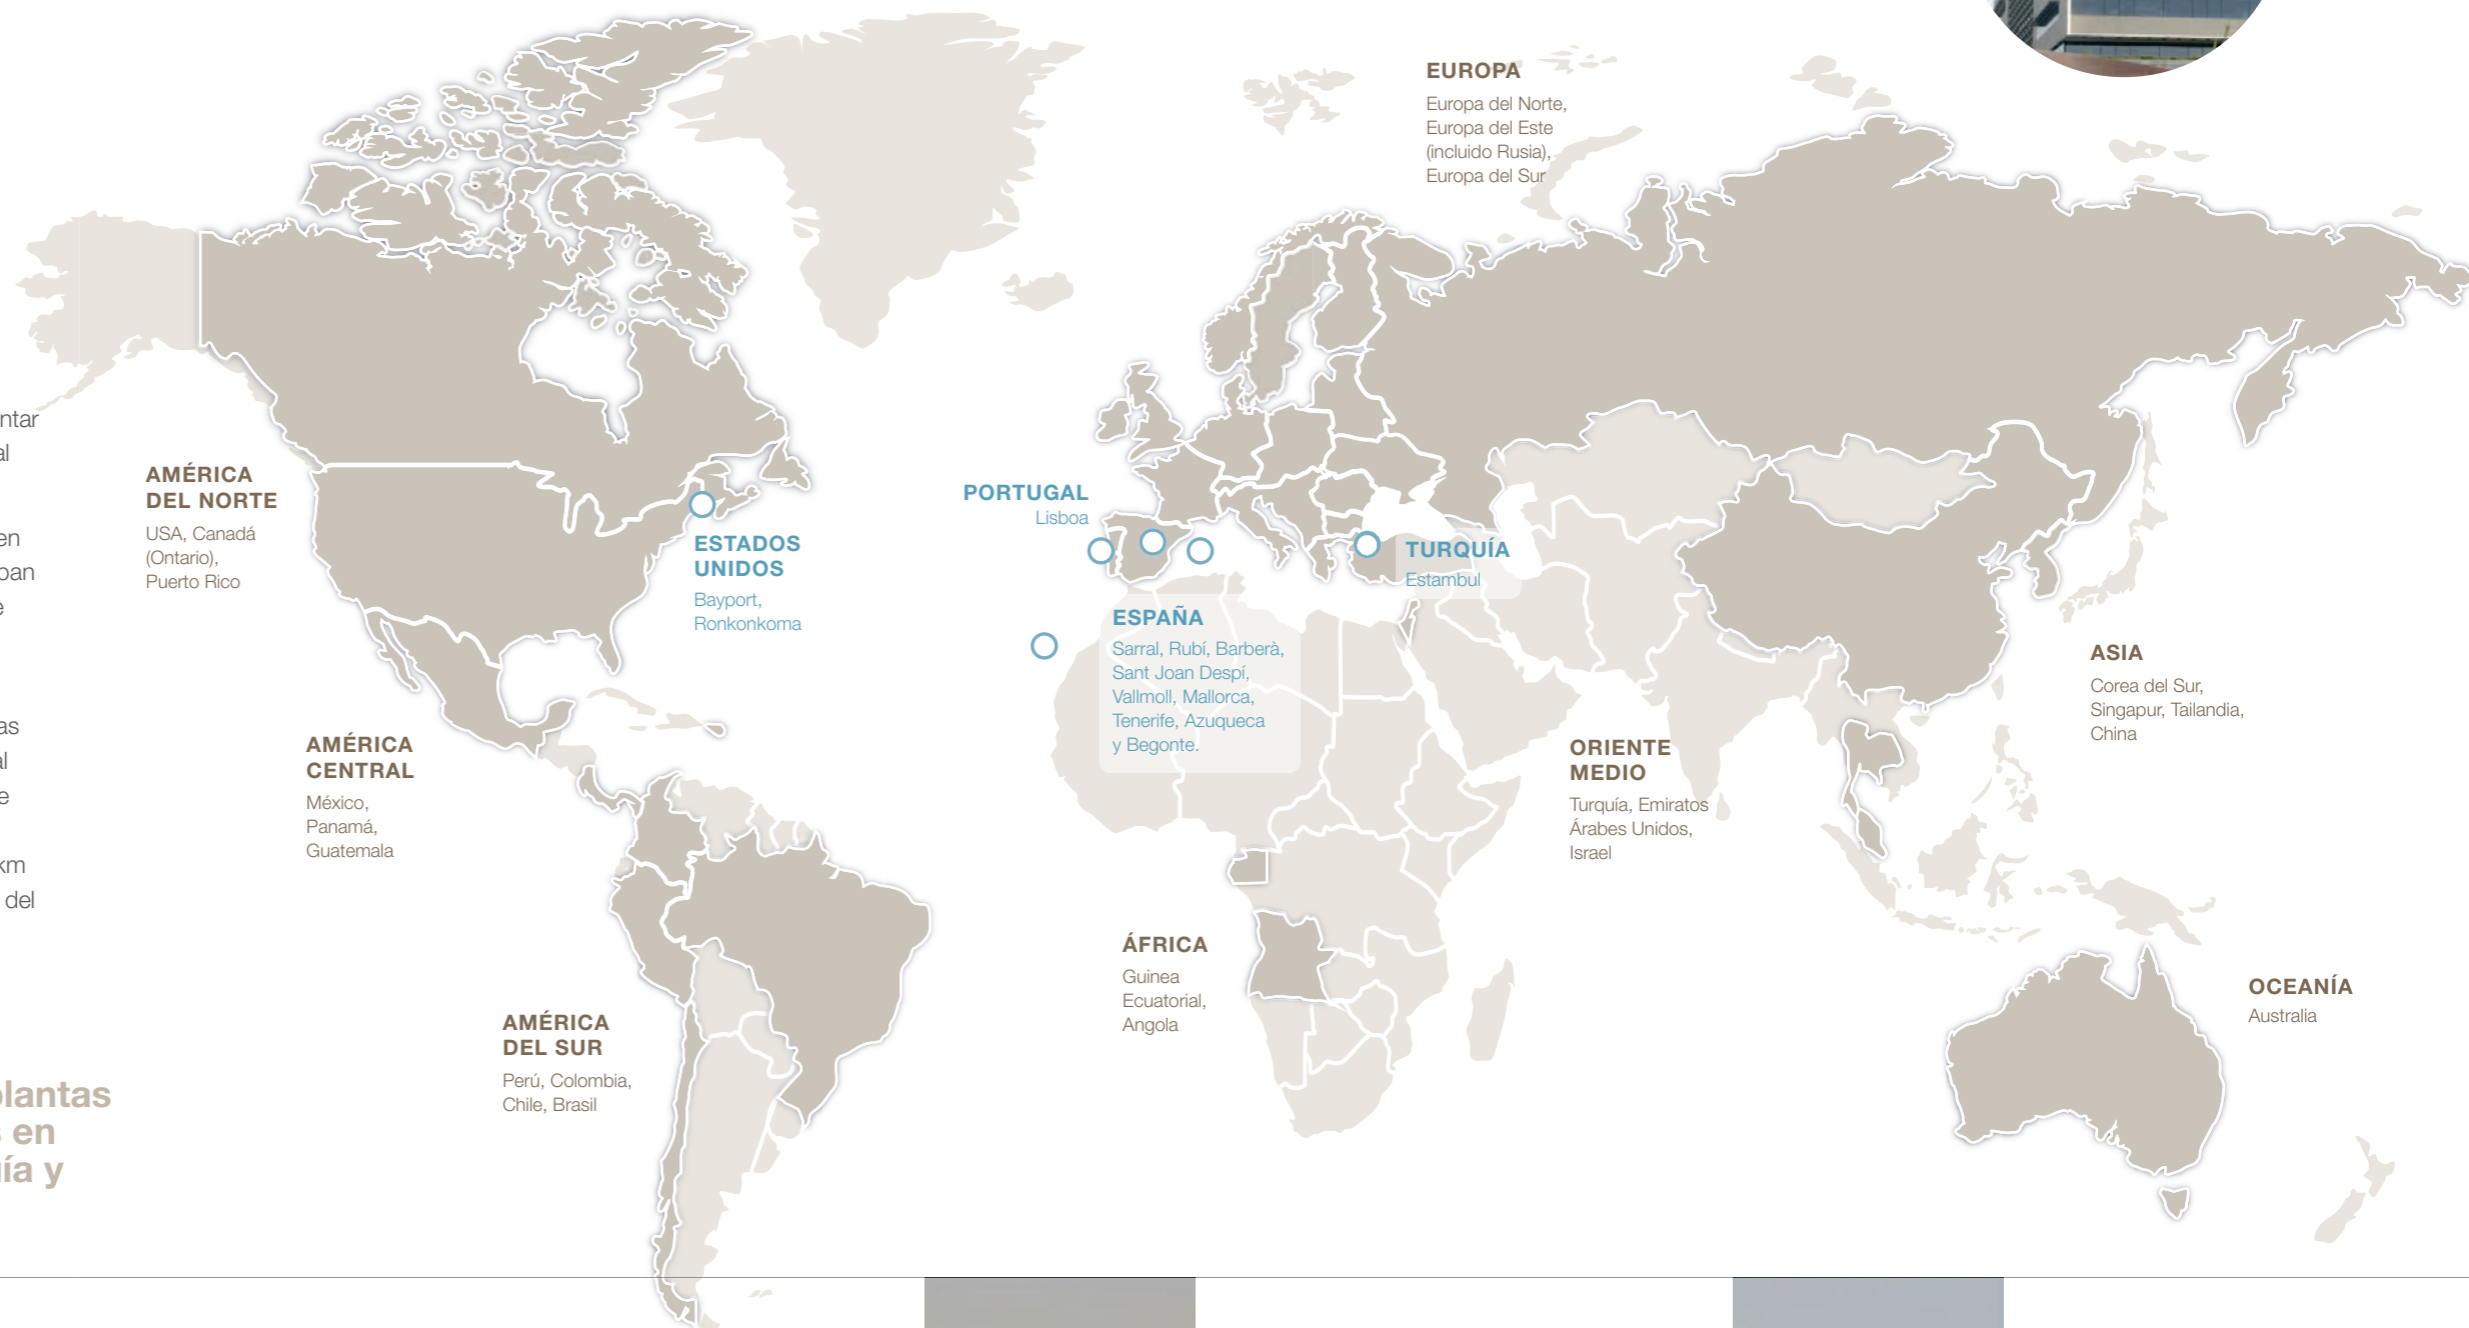 EUROPA
Europa del Norte,
Europa del Este
(incluido Rusia),
Europa del Sur
AMÉRICA
DEL NORTE
USA, Canadá
(Ontario),
Puerto Rico
ESTADOS
UNIDOS
Bayport,
Ronkonkoma
PORTUGAL
Lisboa
TURQUÍA
Estambul
ESPAÑA
Sarral, Rubí, Barberà,
Sant Joan Despí,
Vallmoll, Mallorca,
Tenerife, Azuqueca
y Begonte.
ASIA
Corea del Sur,
Singapur, Tailandia,
China
AMÉRICA
CENTRAL
México,
Panamá,
Guatemala
ORIENTE
MEDIO
Turquía, Emiratos
Árabes Unidos,
Israel
ÁFRICA
Guinea
Ecuatorial,
Angola
OCEANÍA
Australia
AMÉRICA
DEL SUR
Perú, Colombia,
Chile, Brasil
ntar
al
en
ban
e
as
al
e
km
del
plantas
s en
uía y